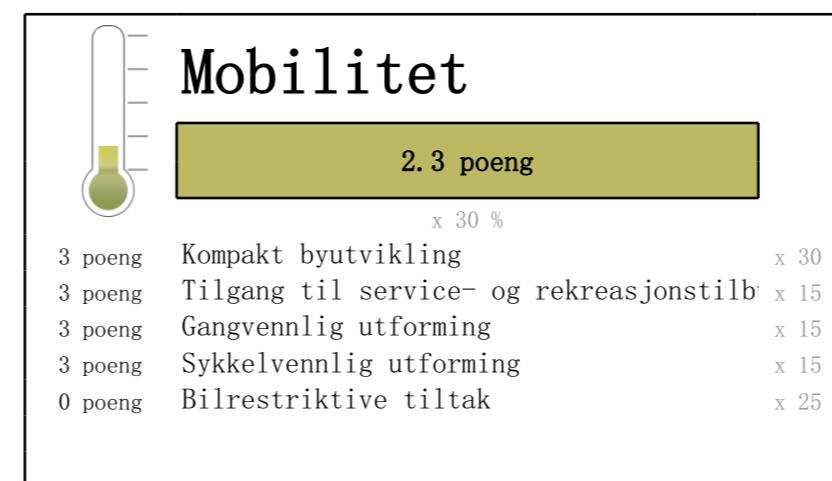 Mobilitet
2.3 poeng
x 30 %
3 poeng Kompakt byutvikling x 30
3 poeng Tilgang til service- og rekreasjonstilb x 15
3 poeng Gangvennlig utforming x 15
3 poeng Sykkelvennlig utforming x 15
0 poeng Bilrestriktive tiltak x 25